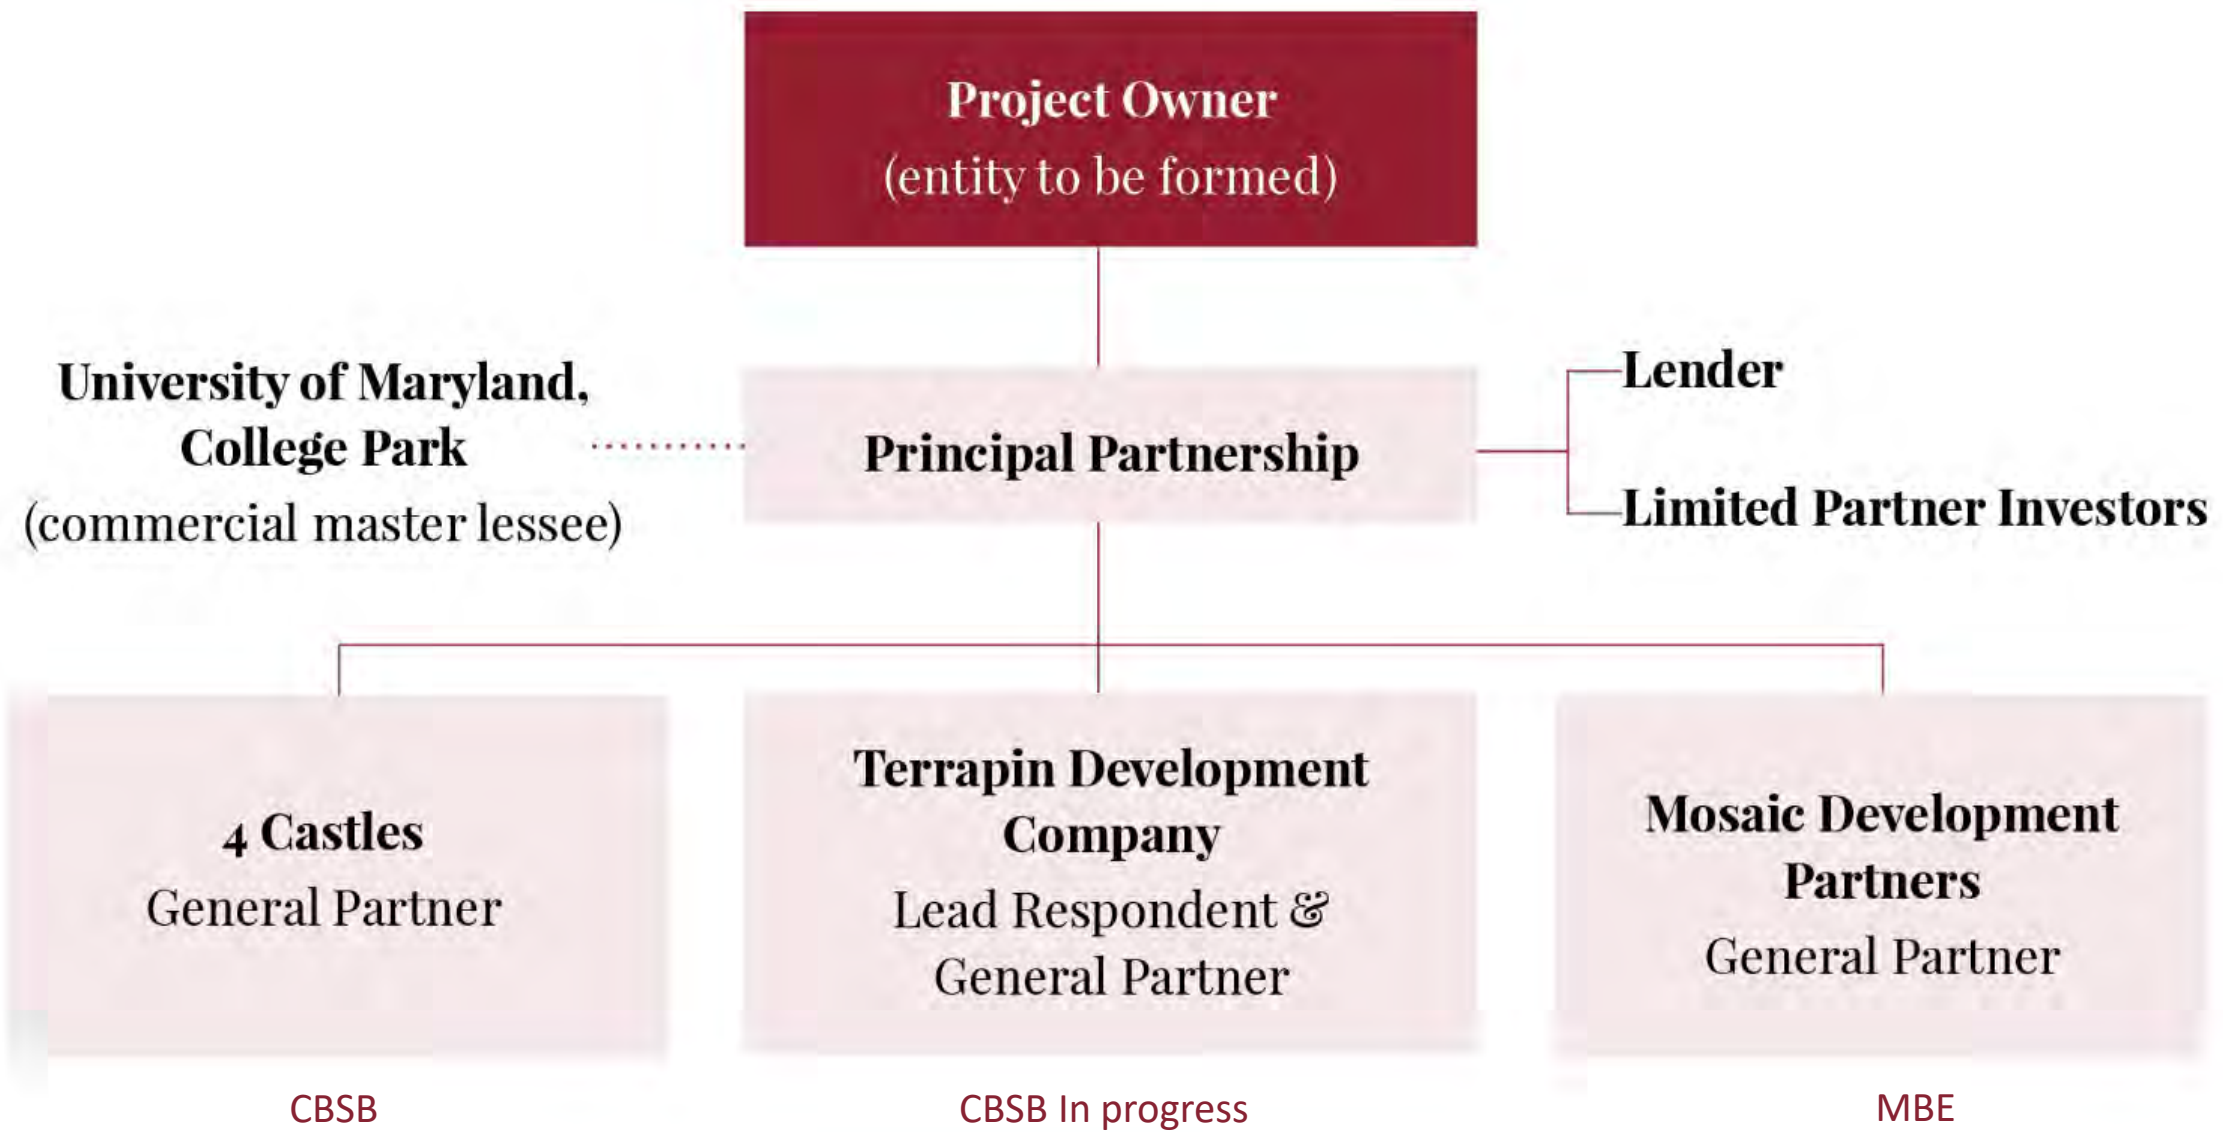 Project Owner
(entity to be formed)
University of Maryland,
College Park
(commercial master lessee)
Principal Partnership
Lender
Limited Partner Investors
4 Castles
General Partner
Terrapin Development
Company
Lead Respondent &
General Partner
Mosaic Development
Partners
General Partner
CBSB
CBSB In progress
MBE